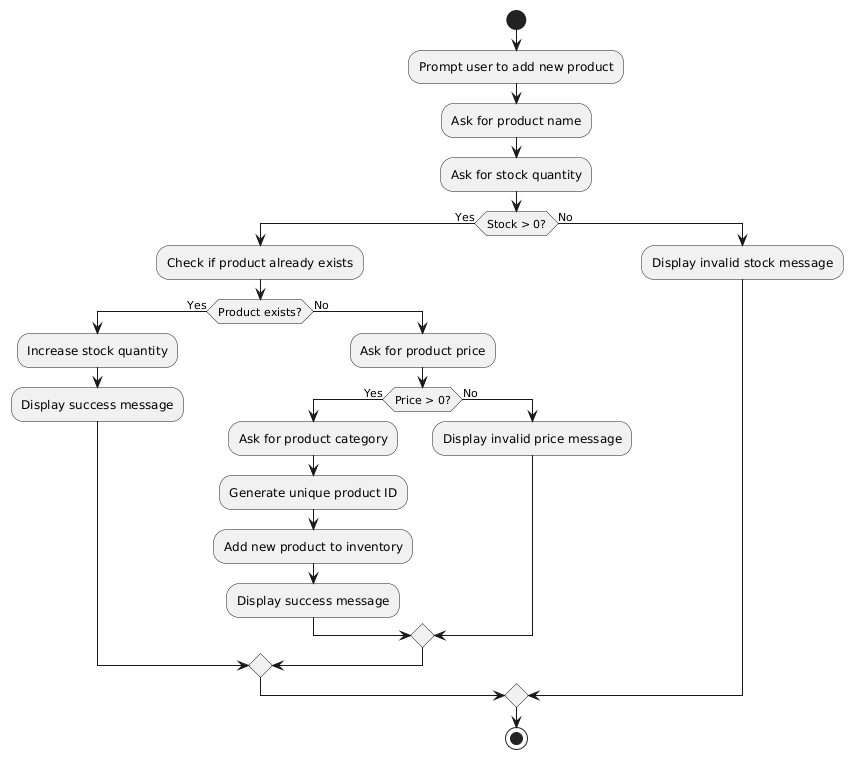 Prompt user to add new product
Ask for product name
Ask for stock quantity
Yes
Stock > 0?
No
Check if product already exists
Display invalid stock message
Yes
Product exists?
No
Increase stock quantity
Display success message
Ask for product price
Yes
Price > 0?
No
Ask for product category
Display invalid price message
Generate unique product ID
Add new product to inventory
Display success message